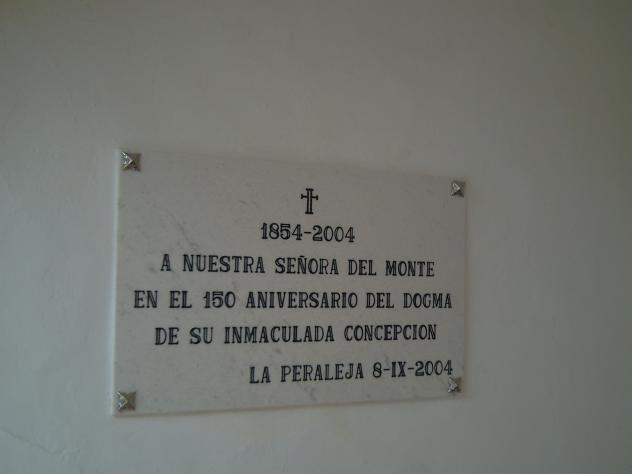 1854-2004
A NUESTRA SEÑORA DEL MONTE
EN EL 150 ANIVERSARIO DEL DOGMA
DE SU INMACULADA CONCEPCION
LA PERALEJA 8-IX-2004